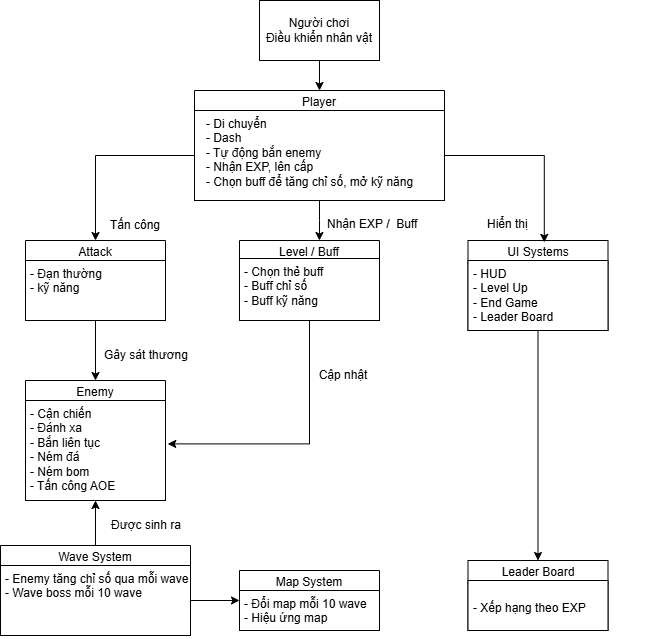 Người chơi
Điều khiển nhân vật
Player
- Di chuyển
- Dash
- Tự động bắn enemy
- Nhận EXP, lên cấp
- Chọn buff để tăng chỉ số, mở kỹ năng
Tấn công
Nhận EXP / Buff
Hiển thị
Attack
- Đạn thường
- kỹ năng
Level / Buff
- Chọn thẻ buff
- Buff chỉ số
- Buff kỹ năng
UI Systems
- HUD
- Level Up
- End Game
- Leader Board
Gây sát thương
Cập nhật
Enemy
- Cận chiến
- Đánh xa
- Bắn liên tục
- Ném đá
- Ném bom
- Tấn công AOE
Được sinh ra
Wave System
- Enemy tăng chỉ số qua mỗi wave
- Wave boss mỗi 10 wave
Map System
- Đổi map mỗi 10 wave
- Hiệu ứng map
Leader Board
- Xếp hạng theo EXP